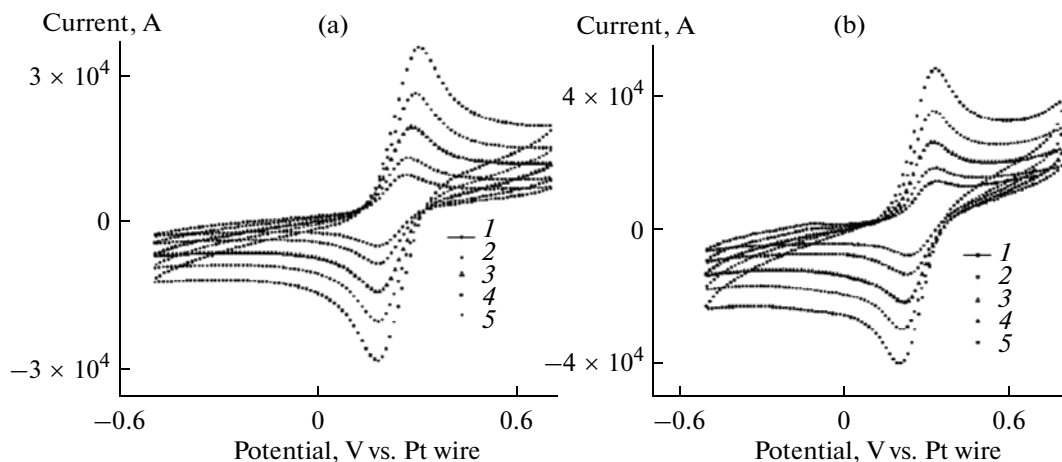 Current, A
(a)
3 × 10⁴
0
−3 × 10⁴
1
2
3
4
5
−0.6
0
0.6
Potential, V vs. Pt wire
Current, A
(b)
4 × 10⁴
0
−4 × 10⁴
1
2
3
4
5
−0.6
0
0.6
Potential, V vs. Pt wire